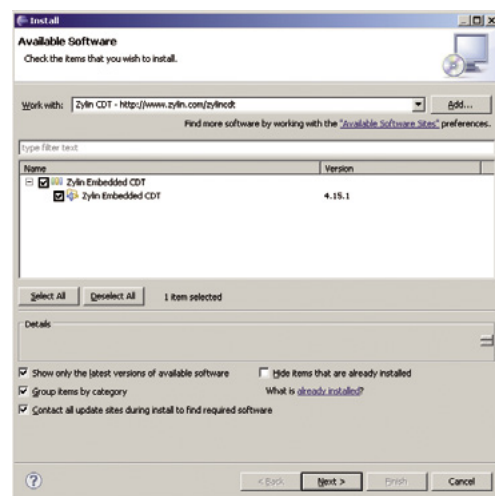 Install
Available Software
Check the items that you wish to install.
Work with: Zylin CDT - http://www.zylin.com/zylincdt Add...
Find more software by working with the "Available Software Sites" preferences.
type filter text
Name Version
Zylin Embedded CDT
Zylin Embedded CDT 4.15.1
Select All Deselect All 1 item selected
Details
Show only the latest versions of available software Hide items that are already installed
Group items by category What is already installed?
Contact all update sites during install to find required software
? < Back Next > Finish Cancel